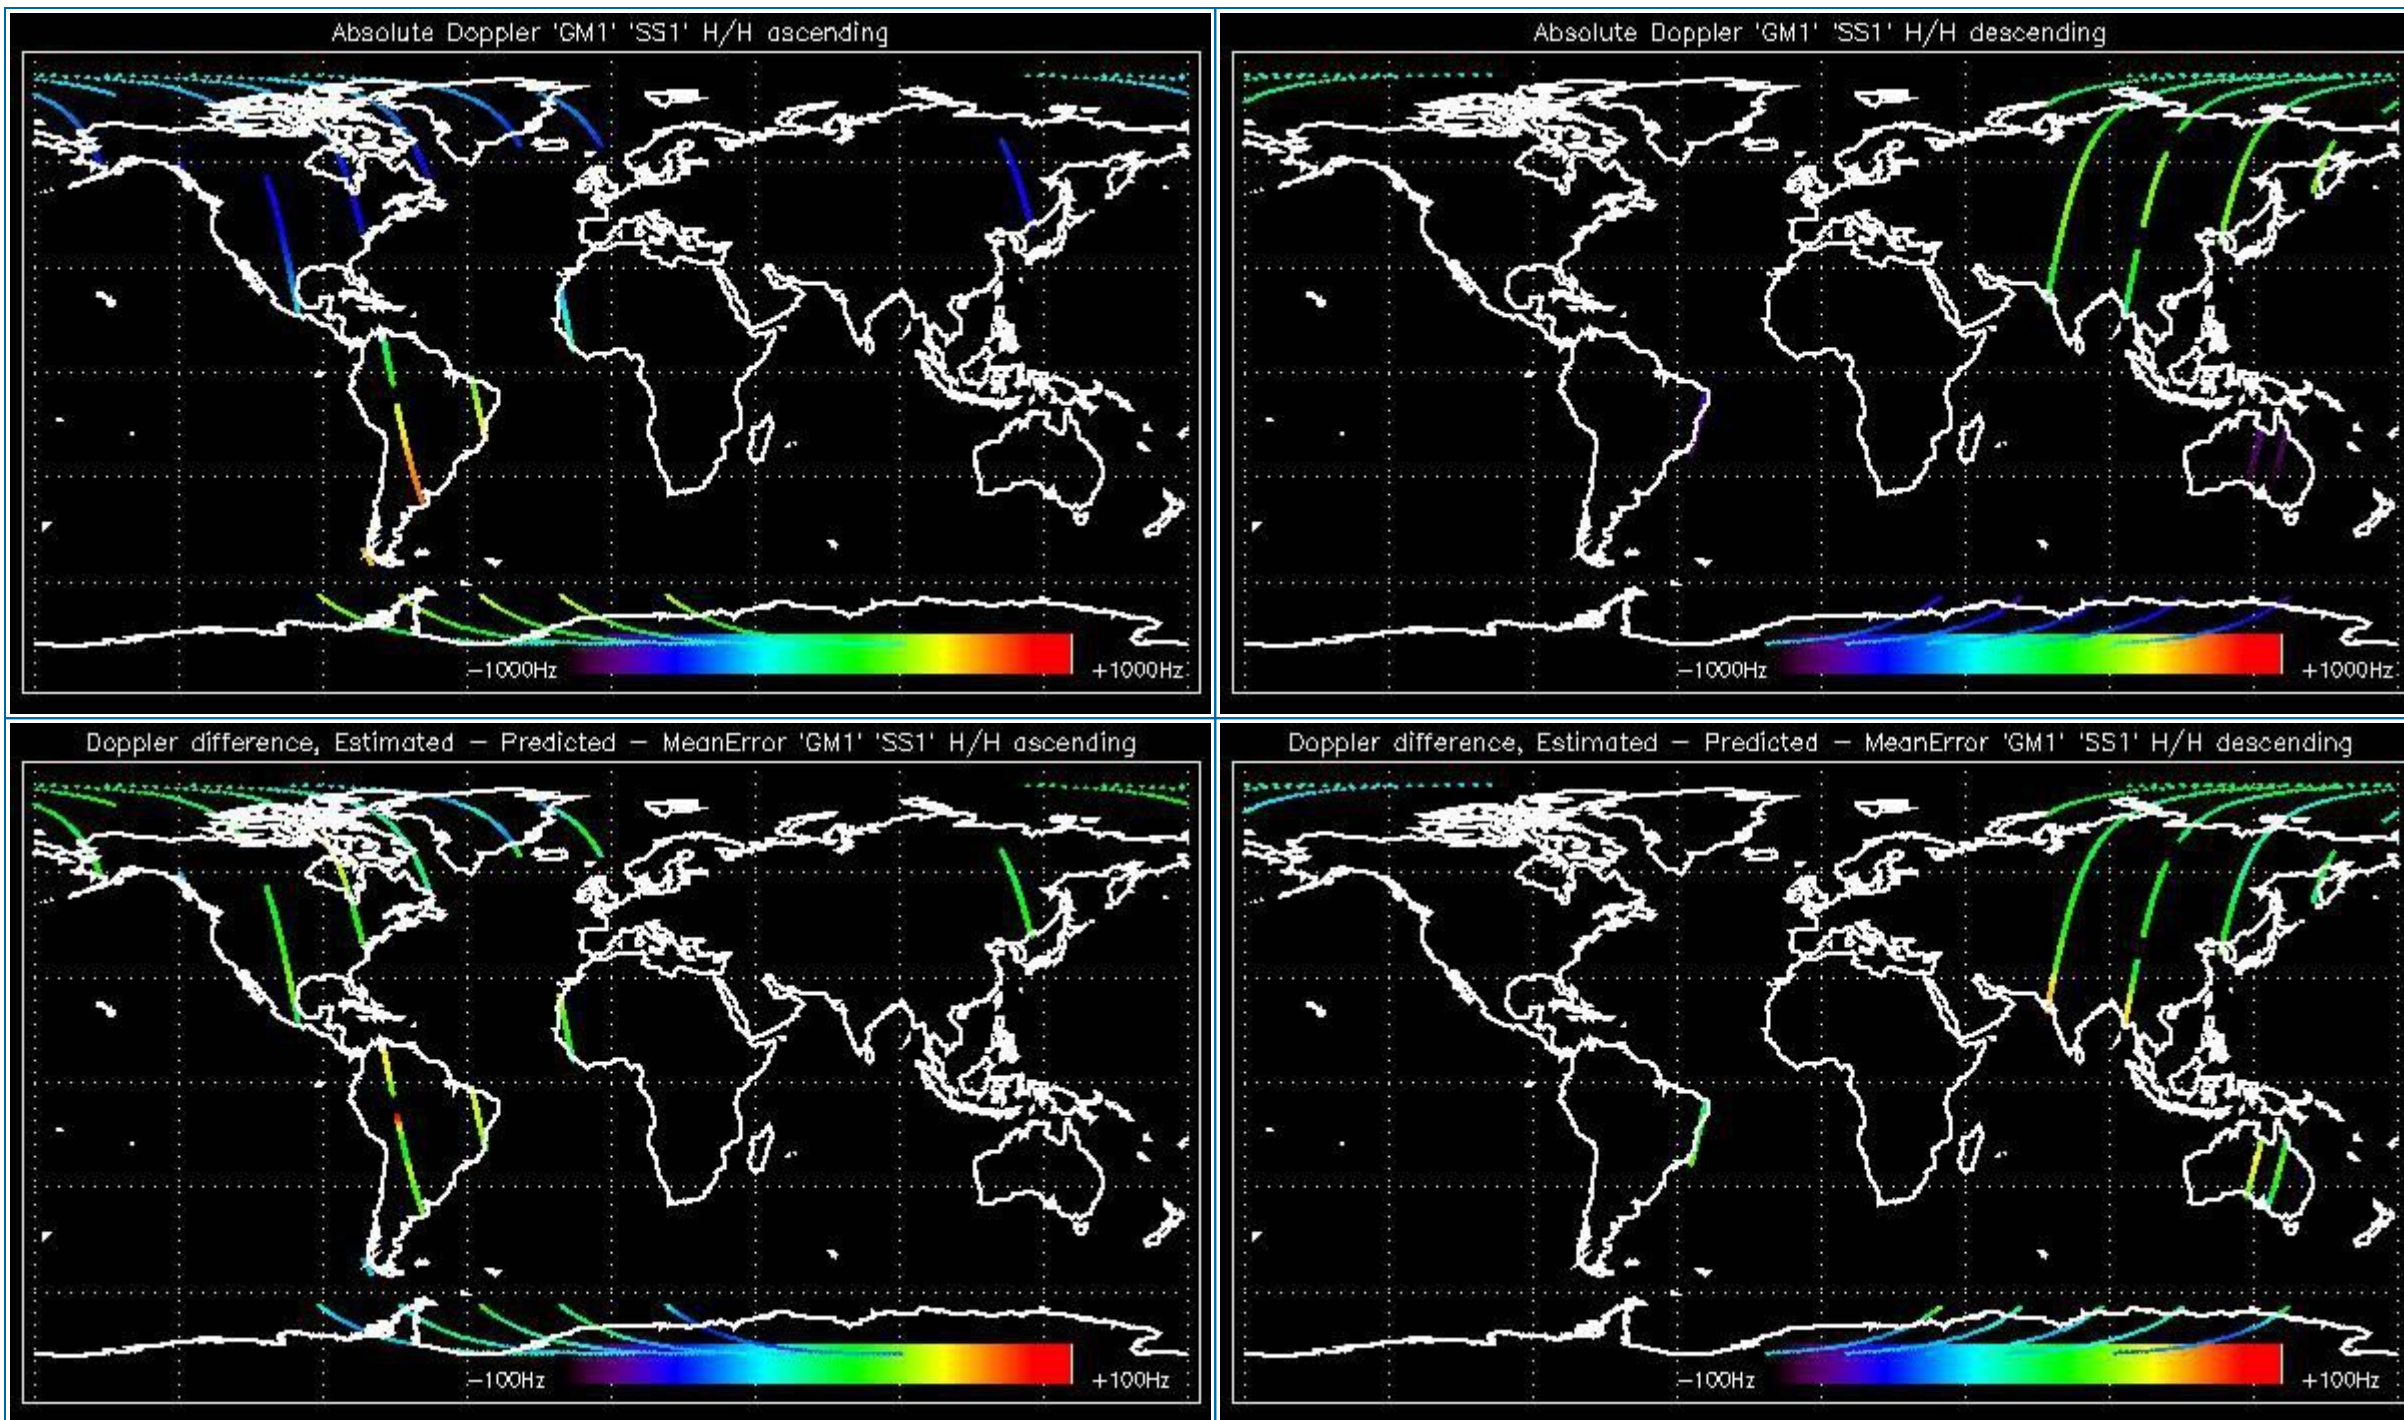 Absolute Doppler 'GM1' 'SS1' H/H ascending
−1000Hz
+1000Hz
Absolute Doppler 'GM1' 'SS1' H/H descending
−1000Hz
+1000Hz
Doppler difference, Estimated − Predicted − MeanError 'GM1' 'SS1' H/H ascending
−100Hz
+100Hz
Doppler difference, Estimated − Predicted − MeanError 'GM1' 'SS1' H/H descending
−100Hz
+100Hz